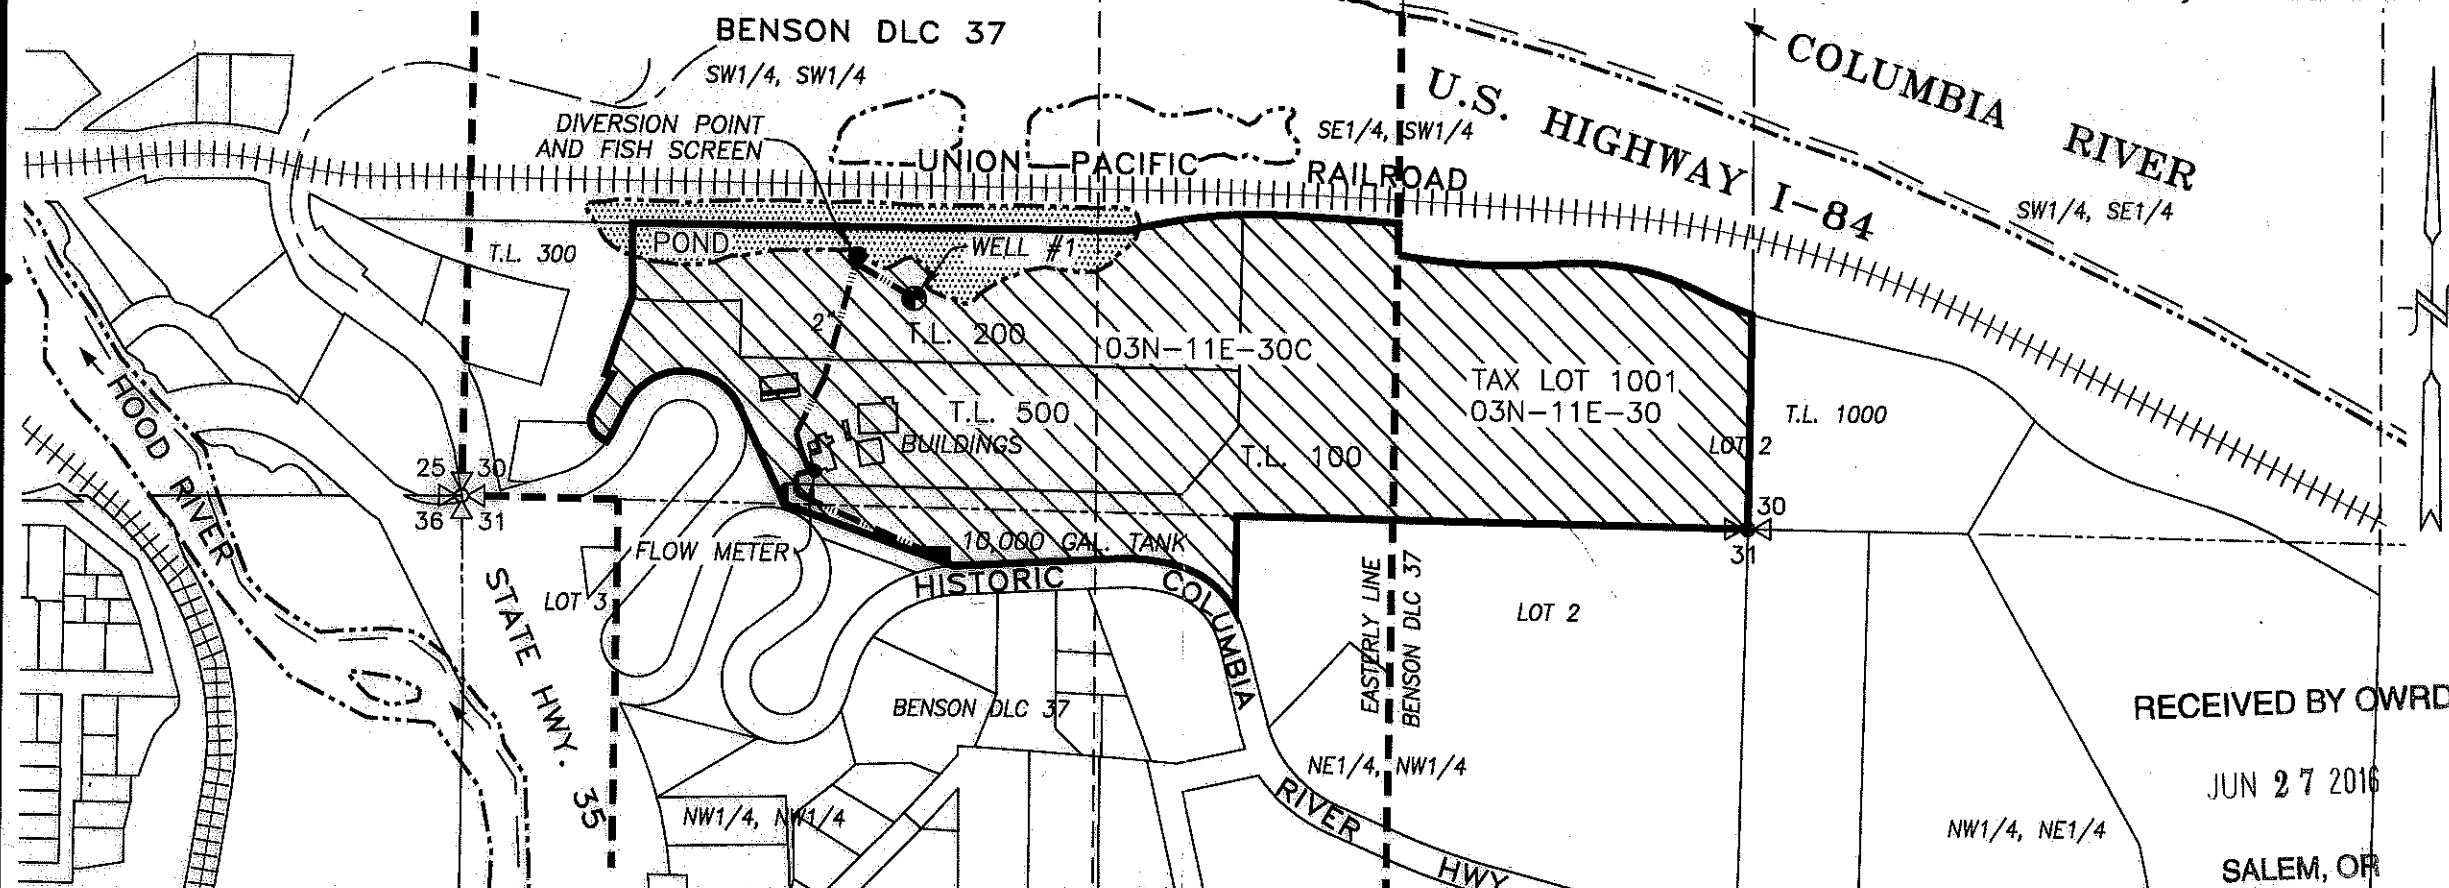 BENSON DLC 37
SW1/4, SW1/4
COLUMBIA RIVER
U.S. HIGHWAY I-84
DIVERSION POINT
AND FISH SCREEN
SE1/4, SW1/4
UNION PACIFIC RAILROAD
SW1/4, SE1/4
T.L. 300
POND
WELL #1
2"
T.L. 200
03N-11E-30C
TAX LOT 1001
03N-11E-30
T.L. 500
T.L. 1000
BUILDINGS
T.L. 100
LOT 2
HOOD RIVER
25 30
36 31
30
31
FLOW METER
10,000 GAL. TANK
HISTORIC COLUMBIA RIVER HWY
STATE HWY. 35
LOT 3
EASTERLY LINE
BENSON DLC 37
LOT 2
BENSON DLC 37
NE1/4, NW1/4
NW1/4, NW1/4
NW1/4, NE1/4
N
RECEIVED BY OWRD
JUN 27 2016
SALEM, OR